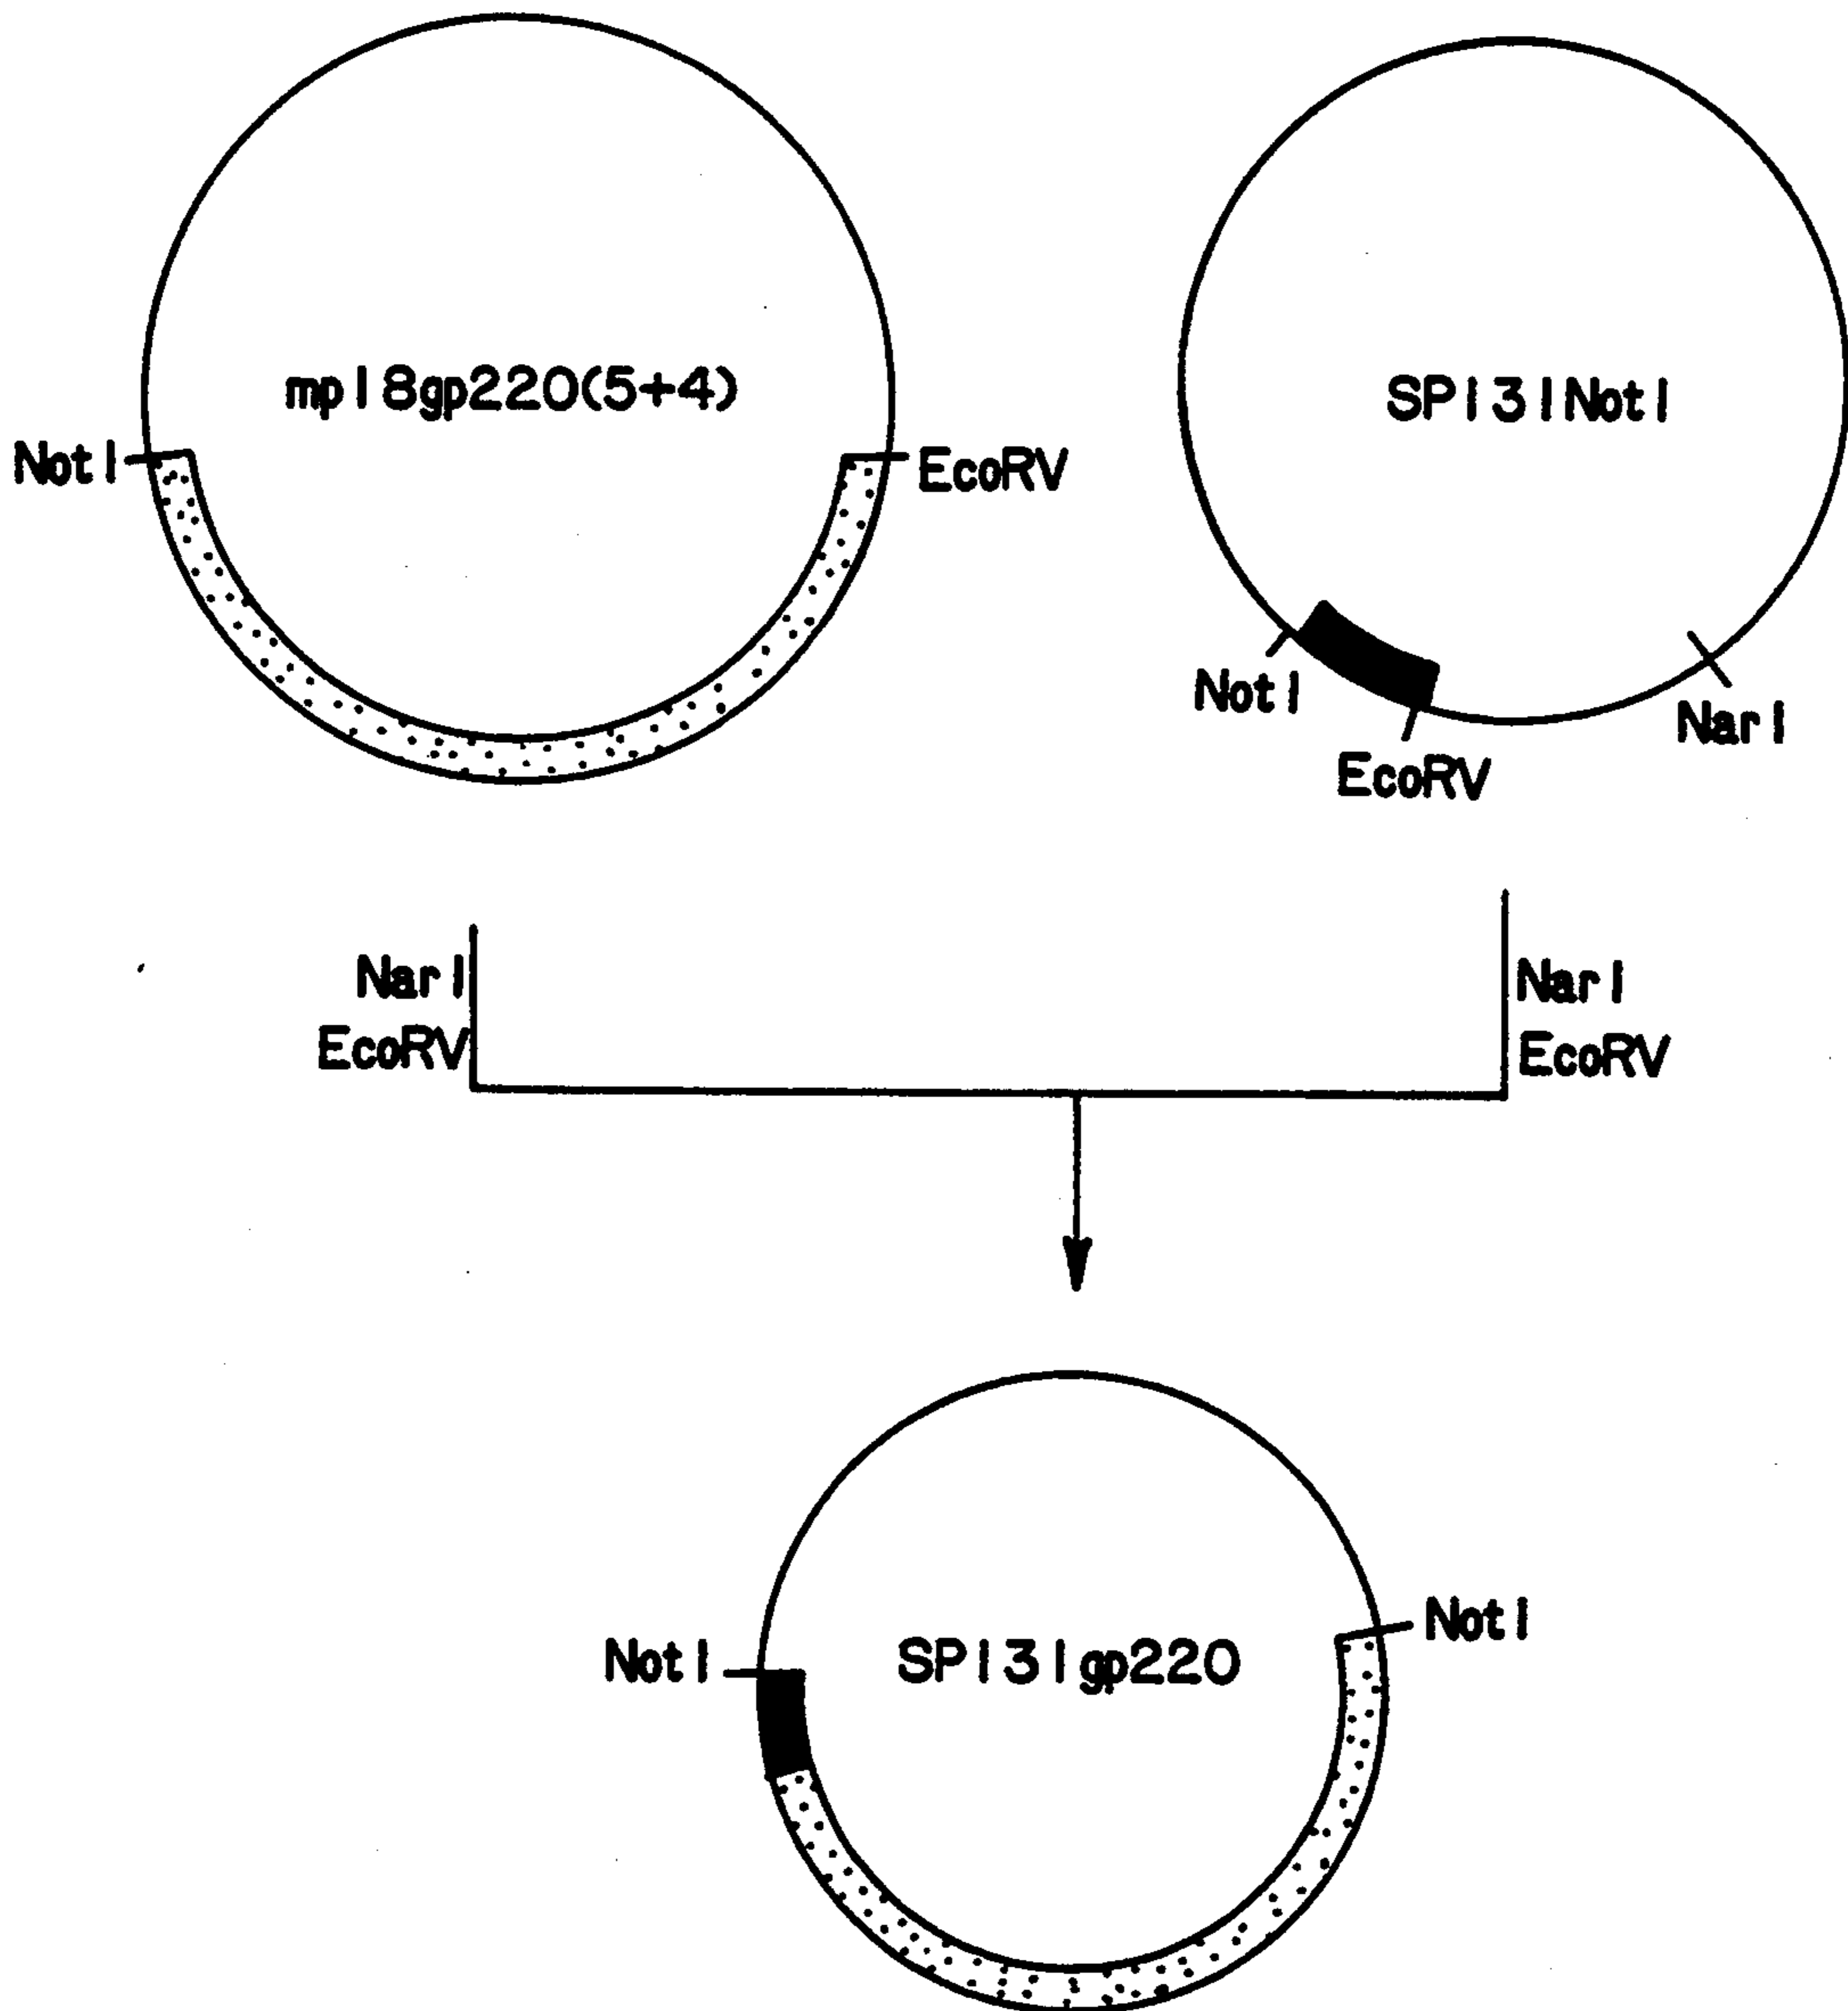 mp18gp220(5+4)
NotI
EcoRV
SP131NotI
NotI
EcoRV
NarI
NarI
EcoRV
NarI
EcoRV
NotI
SP131gp220
NotI